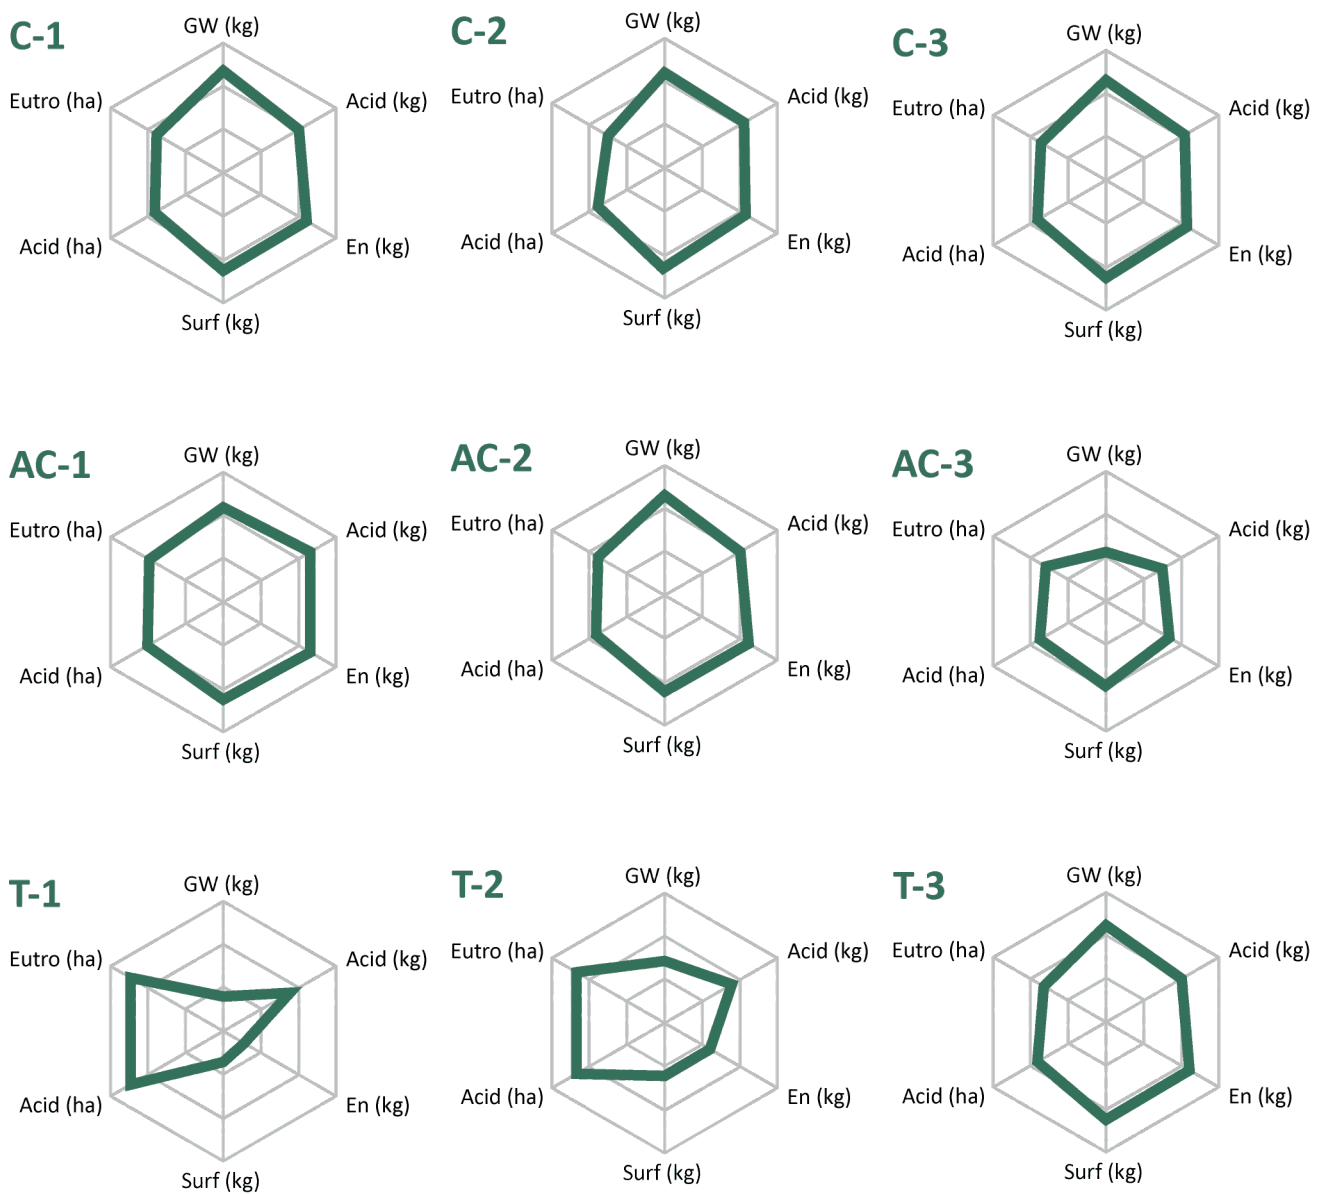 C-1
GW (kg)
Eutro (ha)
Acid (kg)
Acid (ha)
En (kg)
Surf (kg)
C-2
GW (kg)
Eutro (ha)
Acid (kg)
Acid (ha)
En (kg)
Surf (kg)
C-3
GW (kg)
Eutro (ha)
Acid (kg)
Acid (ha)
En (kg)
Surf (kg)
AC-1
GW (kg)
Eutro (ha)
Acid (kg)
Acid (ha)
En (kg)
Surf (kg)
AC-2
GW (kg)
Eutro (ha)
Acid (kg)
Acid (ha)
En (kg)
Surf (kg)
AC-3
GW (kg)
Eutro (ha)
Acid (kg)
Acid (ha)
En (kg)
Surf (kg)
T-1
GW (kg)
Eutro (ha)
Acid (kg)
Acid (ha)
En (kg)
Surf (kg)
T-2
GW (kg)
Eutro (ha)
Acid (kg)
Acid (ha)
En (kg)
Surf (kg)
T-3
GW (kg)
Eutro (ha)
Acid (kg)
Acid (ha)
En (kg)
Surf (kg)